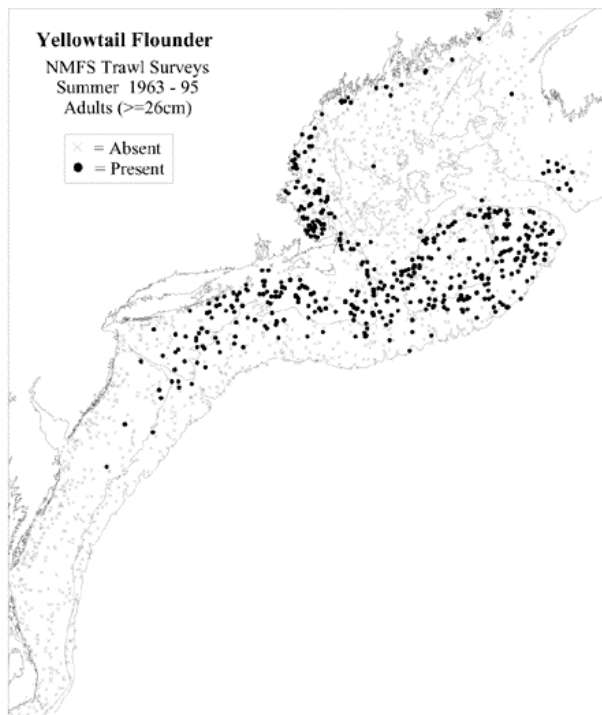 Yellowtail Flounder
NMFS Trawl Surveys
Summer 1963 - 95
Adults (>=26cm)
× = Absent
● = Present